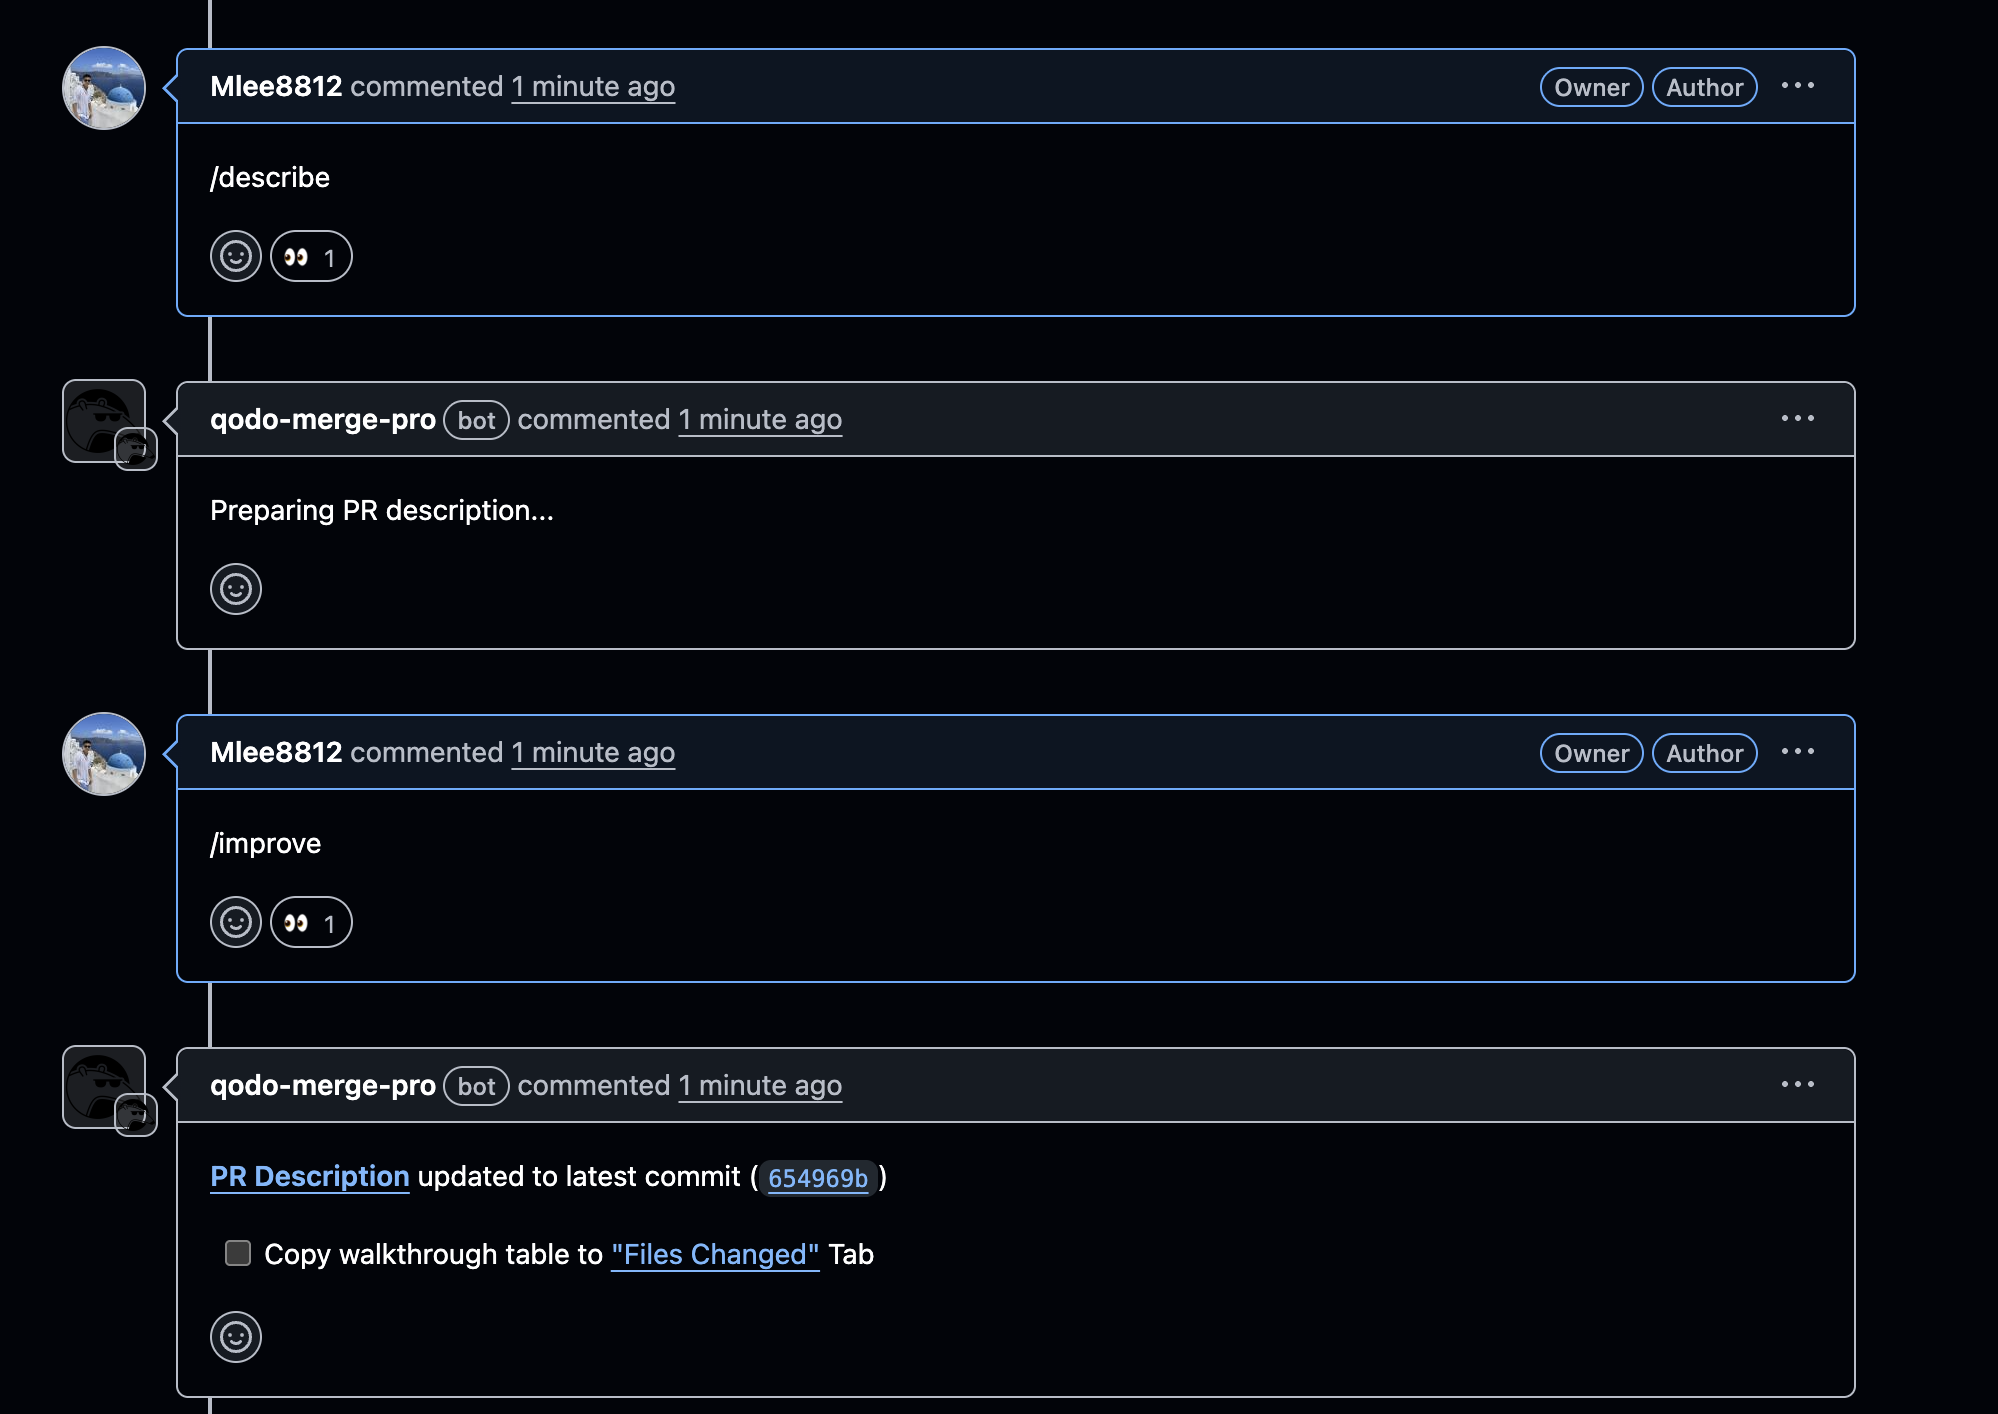 Mlee8812 commented 1 minute ago Owner Author
/describe
1
qodo-merge-pro bot commented 1 minute ago
Preparing PR description...
Mlee8812 commented 1 minute ago Owner Author
/improve
1
qodo-merge-pro bot commented 1 minute ago
PR Description updated to latest commit (654969b)
Copy walkthrough table to "Files Changed" Tab